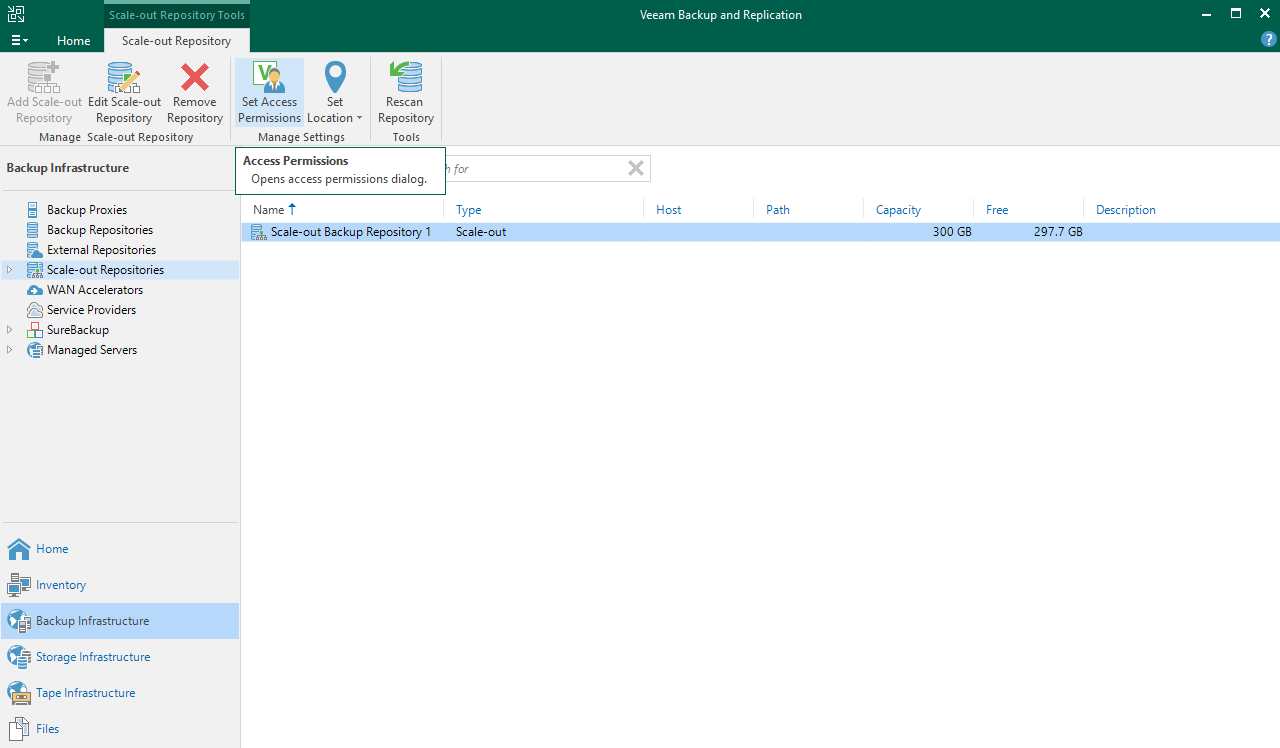 Scale-out Repository Tools
Veeam Backup and Replication
Home
Scale-out Repository
?
Add Scale-out
Repository
Edit Scale-out
Repository
Remove
Repository
Set Access
Permissions
Set
Location
Rescan
Repository
Manage Scale-out Repository
Manage Settings
Tools
Access Permissions
Opens access permissions dialog.
for
Backup Infrastructure
Backup Proxies
Backup Repositories
External Repositories
Scale-out Repositories
WAN Accelerators
Service Providers
SureBackup
Managed Servers
Name Type Host Path Capacity Free Description
Scale-out Backup Repository 1 Scale-out 300 GB 297.7 GB
Home
Inventory
Backup Infrastructure
Storage Infrastructure
Tape Infrastructure
Files